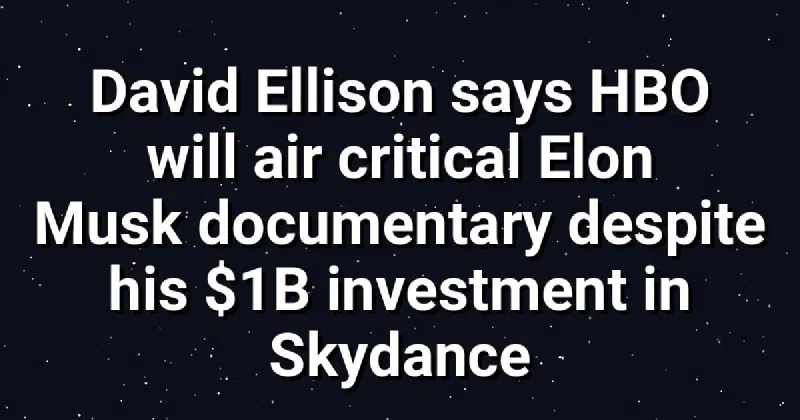 David Ellison says HBO
will air critical Elon
Musk documentary despite
his $1B investment in
Skydance